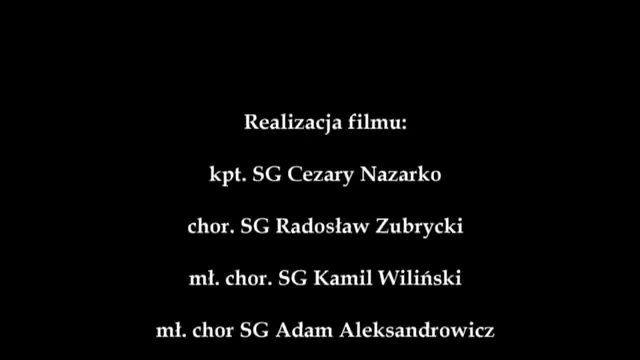 Realizacja filmu:
kpt. SG Cezary Nazarko
chor. SG Radosław Zubrycki
mł. chor. SG Kamil Wiliński
mł. chor SG Adam Aleksandrowicz